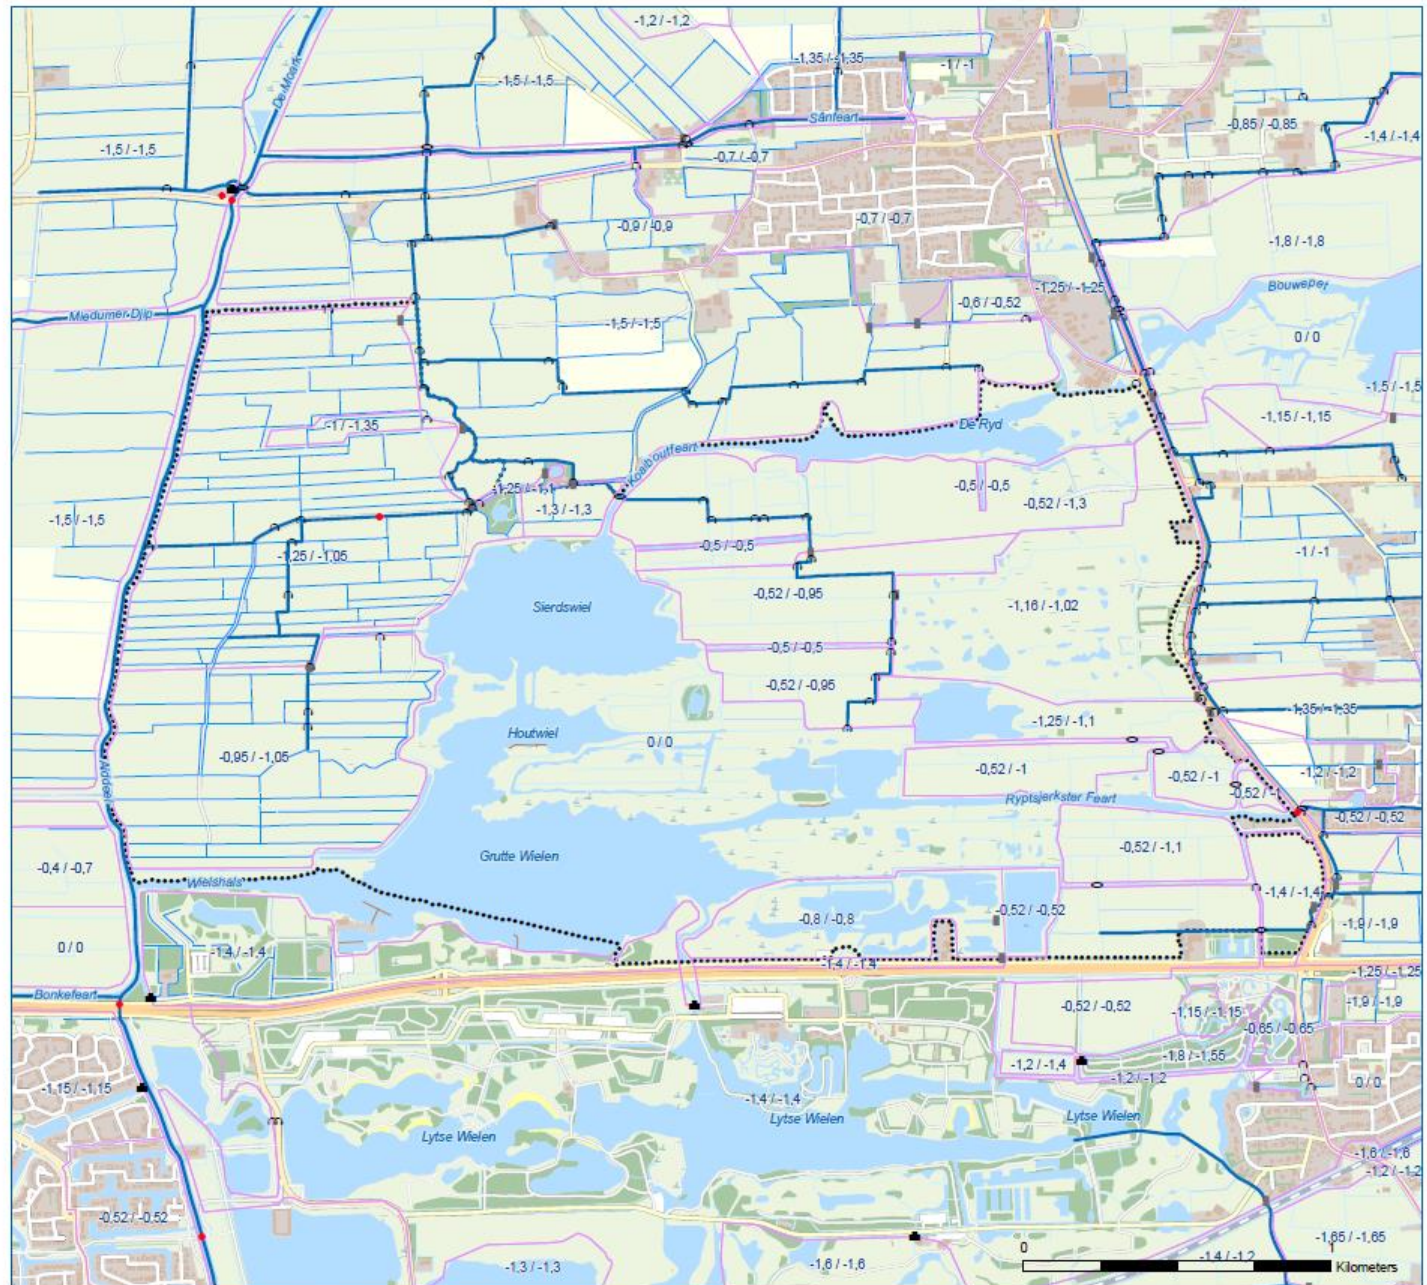 -1,2 / -1,2
De Moark
-1,35 / -1,35
-1 / -1
-1,5 / -1,5
Sânfeart
-0,85 / -0,85
-1,4 / -1,4
-1,5 / -1,5
-0,7 / -0,7
-0,9 / -0,9
-0,7 / -0,7
-1,8 / -1,8
Bouwepet
-1,25 / -1,25
-0,6 / -0,52
Miedumer Djip
-1,5 / -1,5
0 / 0
-1,5 / -1,5
-1,15 / -1,15
-1 / -1,35
De Ryd
Koalhoutfeart
-1,25 / -1,1
-0,5 / -0,5
-0,52 / -1,3
-1,3 / -1,3
-1,5 / -1,5
-0,5 / -0,5
-1 / -1
-1,25 / -1,05
-0,52 / -0,95
Sierdswiel
-1,16 / -1,02
-0,5 / -0,5
-0,52 / -0,95
-1,35 / -1,35
-1,25 / -1,1
Houtwiel
0 / 0
-0,95 / -1,05
-0,52 / -1
-0,52 / -1
-1,2 / -1,2
-0,52 / -1
Ryptsjerkster Feart
-0,52 / -0,52
-0,52 / -1,1
Grutte Wielen
-0,4 / -0,7
Wielshals
-1,4 / -1,4
-0,8 / -0,8
-0,52 / -0,52
-1,9 / -1,9
0 / 0
-1,4 / -1,4
-1,4 / -1,4
-1,25 / -1,25
Bonkefeart
-1,9 / -1,9
-0,52 / -0,52
-1,15 / -1,15
-0,65 / -0,65
-1,8 / -1,55
-1,2 / -1,4
-1,2 / -1,2
0 / 0
-1,15 / -1,15
-1,4 / -1,4
Lytse Wielen
Lytse Wielen
Lytse Wielen
-1,6 / -1,6
-1,2 / -1,2
-0,52 / -0,52
-1,65 / -1,65
0
1
-1,4 / -1,2
-1,3 / -1,3
-1,6 / -1,6
Kilometers